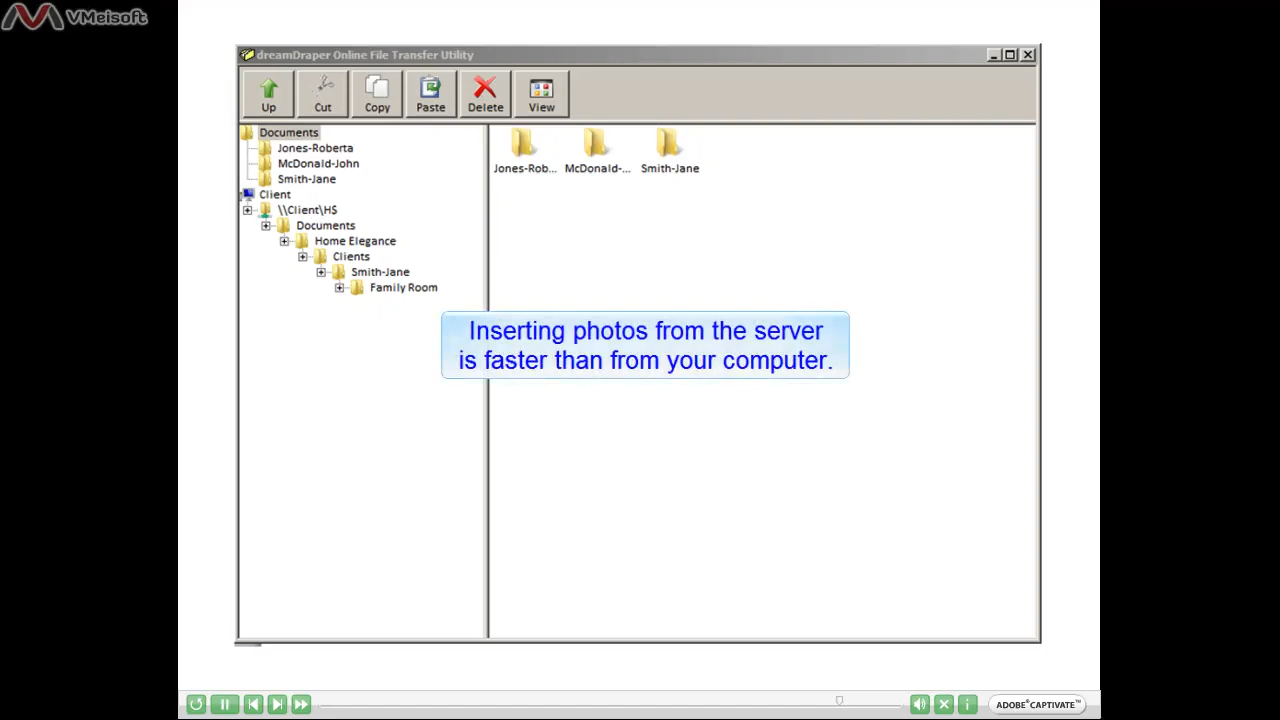 VMeisoft
dreamDraper Online File Transfer Utility
Up
Cut
Copy
Paste
Delete
View
Documents
Jones-Roberta
McDonald-John
Smith-Jane
Client
\\Client\H$
Documents
Home Elegance
Clients
Smith-Jane
Family Room
Jones-Rob...
McDonald-...
Smith-Jane
Inserting photos from the server
is faster than from your computer.
ADOBE® CAPTIVATE™